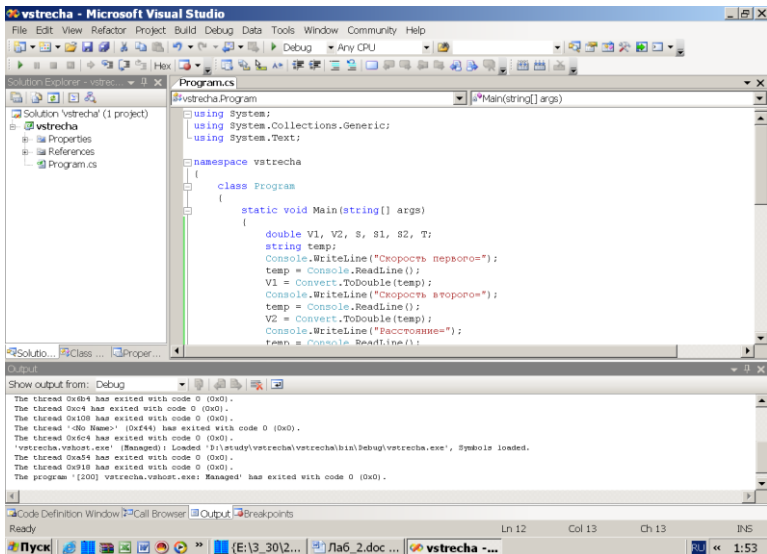 vstrecha - Microsoft Visual Studio
File Edit View Refactor Project Build Debug Data Tools Window Community Help
Debug Any CPU
Hex
Solution Explorer - vstrec...
Program.cs
vstrecha.Program Main(string[] args)
Solution 'vstrecha' (1 project)
vstrecha
Properties
References
Program.cs
using System;
using System.Collections.Generic;
using System.Text;
namespace vstrecha
{
class Program
{
static void Main(string[] args)
{
double V1, V2, S, S1, S2, T;
string temp;
Console.WriteLine("Скорость первого=");
temp = Console.ReadLine();
V1 = Convert.ToDouble(temp);
Console.WriteLine("Скорость второго=");
temp = Console.ReadLine();
V2 = Convert.ToDouble(temp);
Console.WriteLine("Расстояние=");
temp = Console.ReadLine();
Solutio... Class ... Proper...
Output
Show output from: Debug
The thread 0x6b4 has exited with code 0 (0x0).
The thread 0xc4 has exited with code 0 (0x0).
The thread 0x108 has exited with code 0 (0x0).
The thread '<No Name>' (0xf44) has exited with code 0 (0x0).
The thread 0x6c4 has exited with code 0 (0x0).
'vstrecha.vshost.exe' (Managed): Loaded 'D:\study\vstrecha\vstrecha\bin\Debug\vstrecha.exe', Symbols loaded.
The thread 0xa54 has exited with code 0 (0x0).
The thread 0x918 has exited with code 0 (0x0).
The program '[200] vstrecha.vshost.exe: Managed' has exited with code 0 (0x0).
Code Definition Window Call Browser Output Breakpoints
Ready Ln 12 Col 13 Ch 13 INS
Пуск » {E:\3_30\2... Лаб_2.doc ... vstrecha -... RU « 1:53